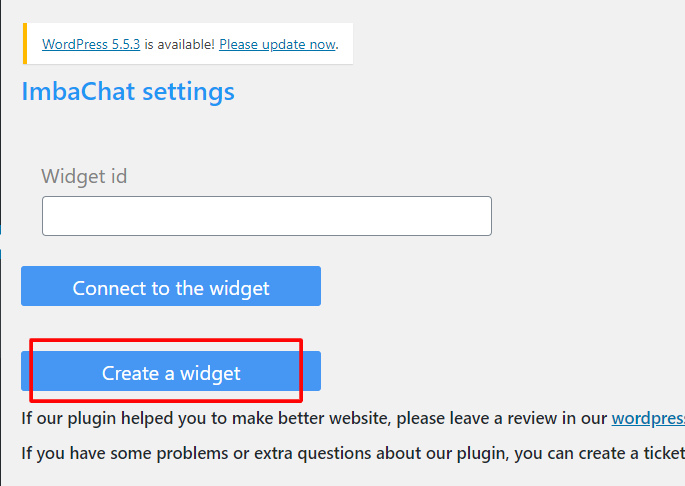 WordPress 5.5.3 is available! Please update now.
ImbaChat settings
Widget id
Connect to the widget
Create a widget
If our plugin helped you to make better website, please leave a review in our wordpres
If you have some problems or extra questions about our plugin, you can create a ticket